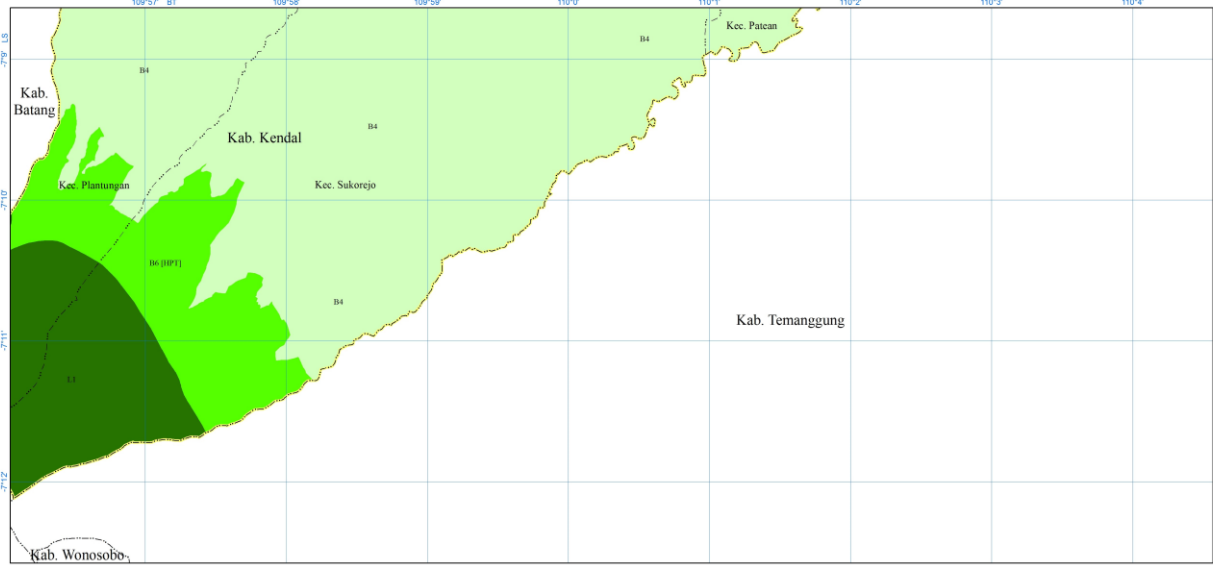 109°57' BT
109°58'
109°59'
110°0'
110°1'
110°2'
110°3'
110°4'
Kec. Patean
B4
-7°9' LS
B4
Kab.
Batang
B4
Kab. Kendal
Kec. Plantungan
Kec. Sukorejo
-7°10'
B6 [HPT]
B4
Kab. Temanggung
-7°11'
L1
-7°12'
Kab. Wonosobo